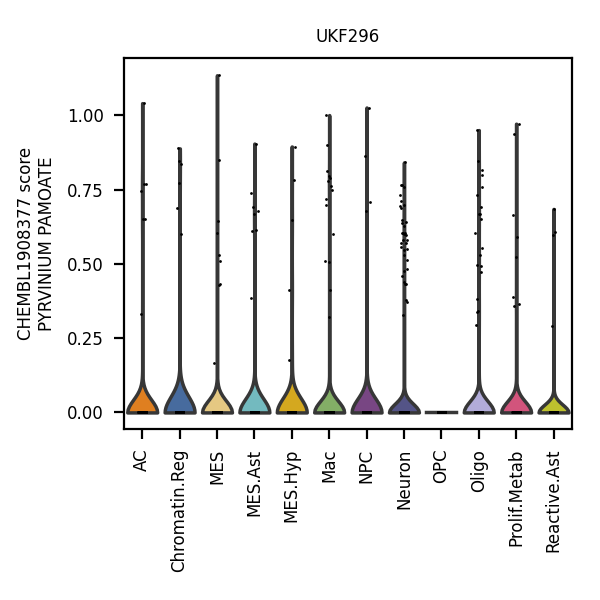 UKF296
CHEMBL1908377 score
PYRVINIUM PAMOATE
1.00
0.75
0.50
0.25
0.00
AC
Chromatin.Reg
MES
MES.Ast
MES.Hyp
Mac
NPC
Neuron
OPC
Oligo
Prolif.Metab
Reactive.Ast